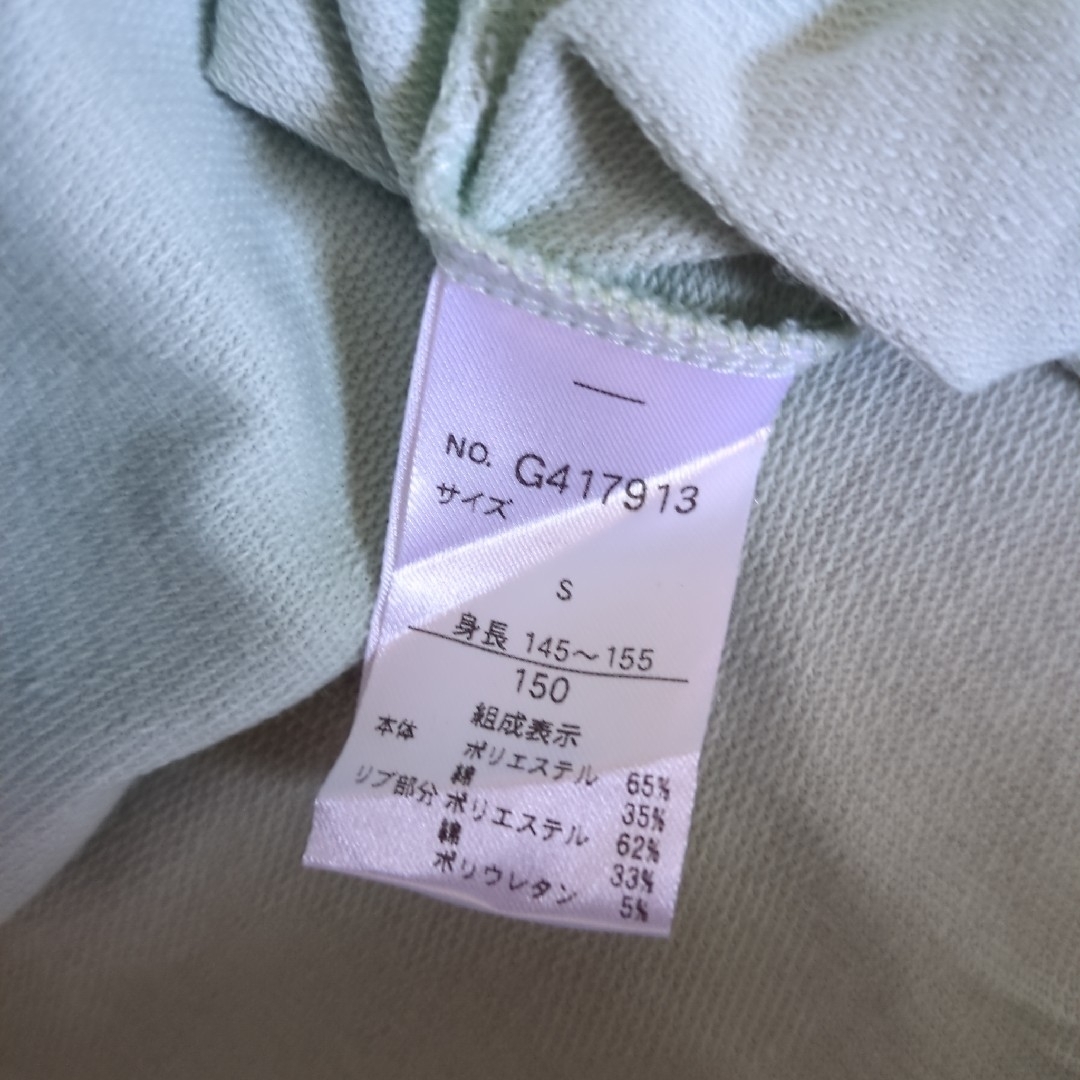 NO. G417913
サイズ
S
身長 145〜155
150
組成表示
本体 ポリエステル 65%
綿 35%
リブ部分 ポリエステル 62%
綿 33%
ポリウレタン 5%